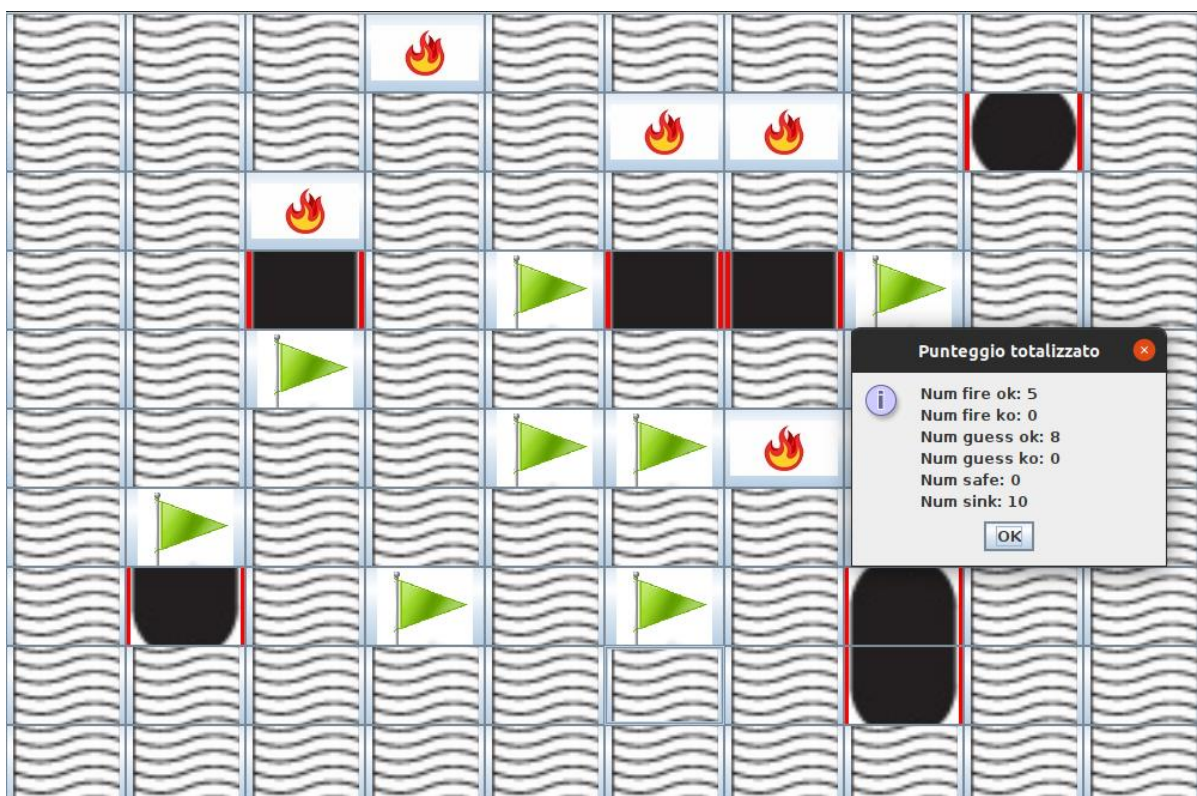 Punteggio totalizzato
Num fire ok: 5
Num fire ko: 0
Num guess ok: 8
Num guess ko: 0
Num safe: 0
Num sink: 10
OK